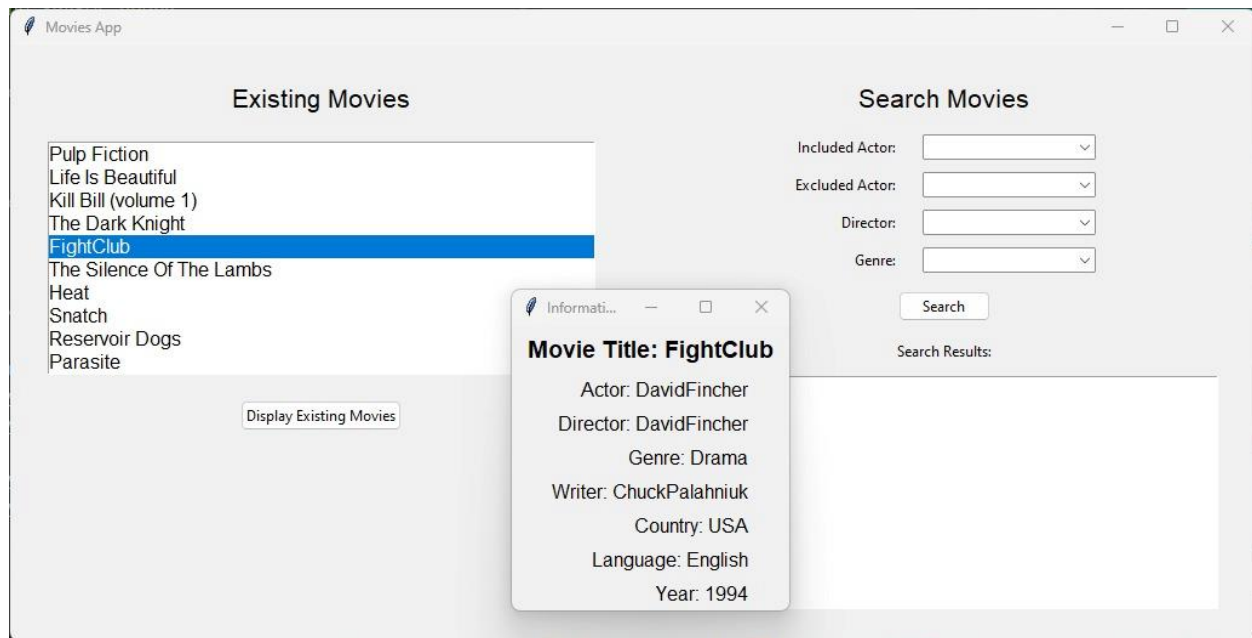 Movies App
Existing Movies
Pulp Fiction
Life Is Beautiful
Kill Bill (volume 1)
The Dark Knight
FightClub
The Silence Of The Lambs
Heat
Snatch
Reservoir Dogs
Parasite
Display Existing Movies
Search Movies
Included Actor:
Excluded Actor:
Director:
Genre:
Search
Search Results:
Informati...
Movie Title: FightClub
Actor: DavidFincher
Director: DavidFincher
Genre: Drama
Writer: ChuckPalahniuk
Country: USA
Language: English
Year: 1994